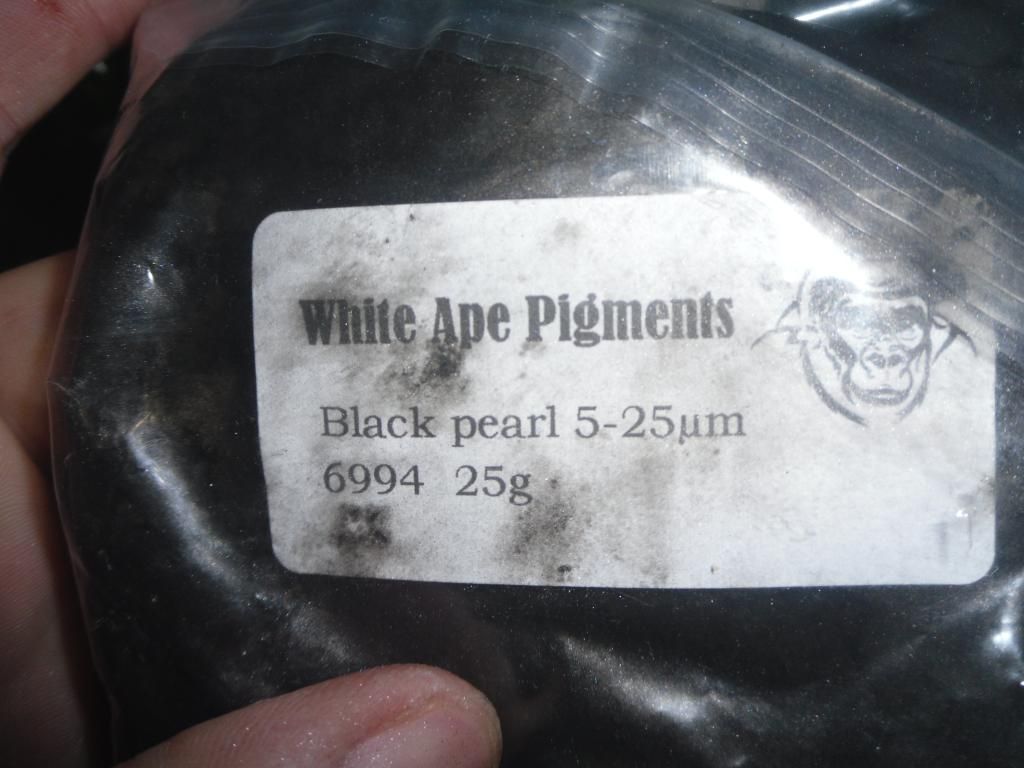 White Ape Pigments
Black pearl 5-25µm
6994 25g